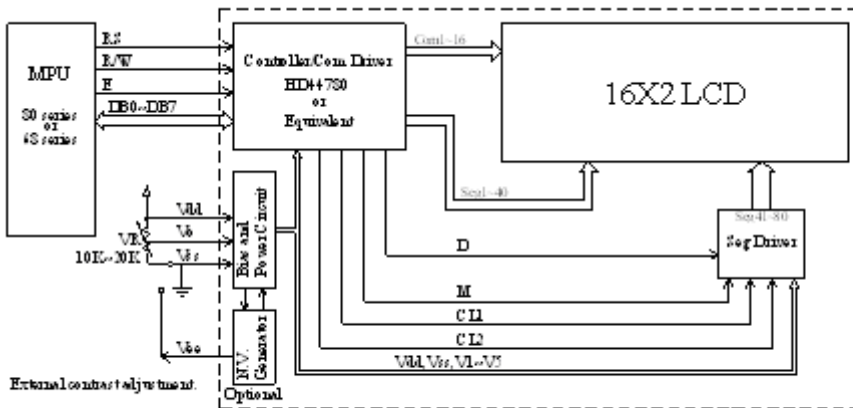 MPU
80 series
or
68 series
RS
R/W
E
DB0~DB7
Controller/Com Driver
HD44780
or
Equivalent
Com1~16
16X2 LCD
Seg1~40
Seg41~80
Seg Driver
Vdd
Vo
Vss
VR
10K~20K
Bias and
Power Circuit
D
M
CL1
CL2
Vdd, Vss, V1~V5
N.V.
Generator
Optional
Vee
External contrast adjustment.